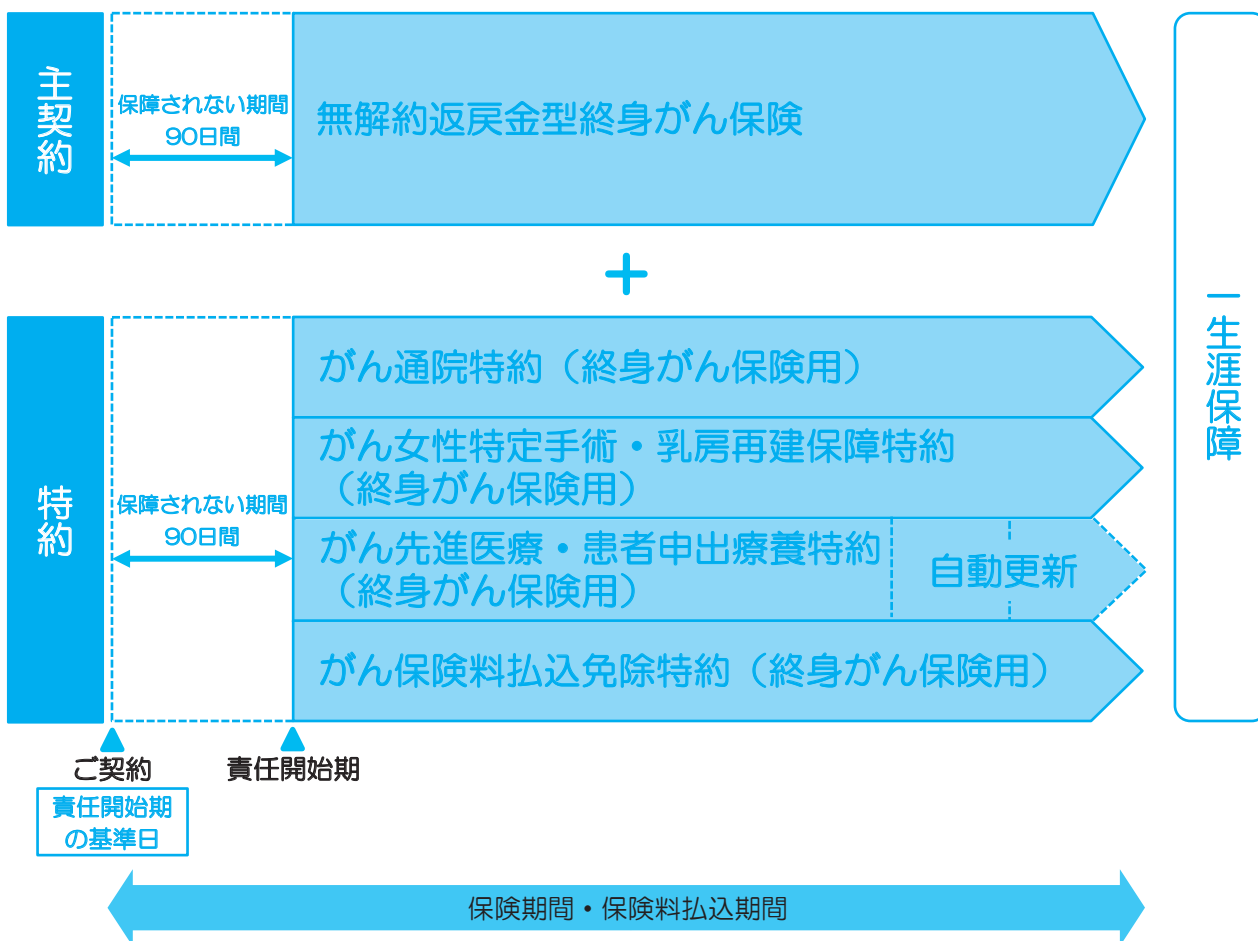 主契約
保障されない期間
90日間
無解約返戻金型終身がん保険
+
特約
保障されない期間
90日間
がん通院特約（終身がん保険用）
がん女性特定手術・乳房再建保障特約
（終身がん保険用）
がん先進医療・患者申出療養特約
（終身がん保険用）
自動更新
がん保険料払込免除特約（終身がん保険用）
一生涯保障
ご契約
責任開始期
責任開始期
の基準日
保険期間・保険料払込期間